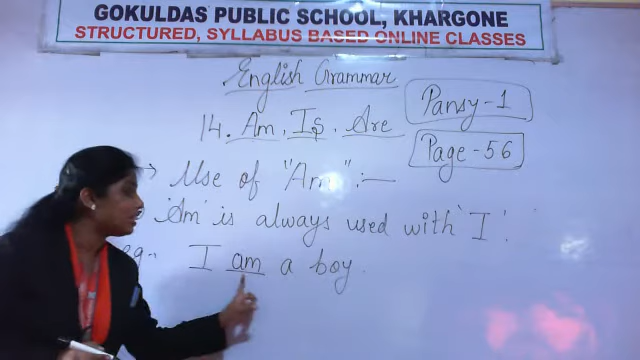 GOKULDAS PUBLIC SCHOOL, KHARGONE
STRUCTURED, SYLLABUS BASED ONLINE CLASSES
English Grammar
Pansy-1
14. Am, Is, Are
Page-56
→ Use of "Am" :—
'Am' is always used with 'I'.
eg. I am a boy.